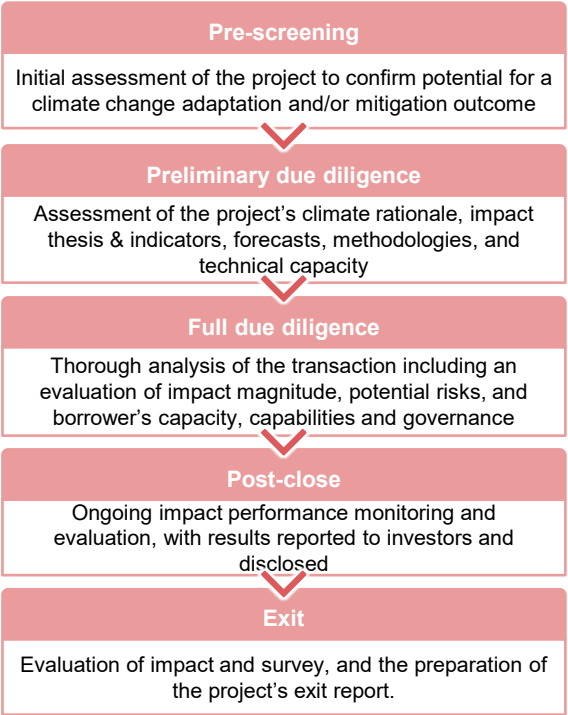 Pre-screening
Initial assessment of the project to confirm potential for a
climate change adaptation and/or mitigation outcome
Preliminary due diligence
Assessment of the project’s climate rationale, impact
thesis & indicators, forecasts, methodologies, and
technical capacity
Full due diligence
Thorough analysis of the transaction including an
evaluation of impact magnitude, potential risks, and
borrower’s capacity, capabilities and governance
Post-close
Ongoing impact performance monitoring and
evaluation, with results reported to investors and
disclosed
Exit
Evaluation of impact and survey, and the preparation of
the project’s exit report.